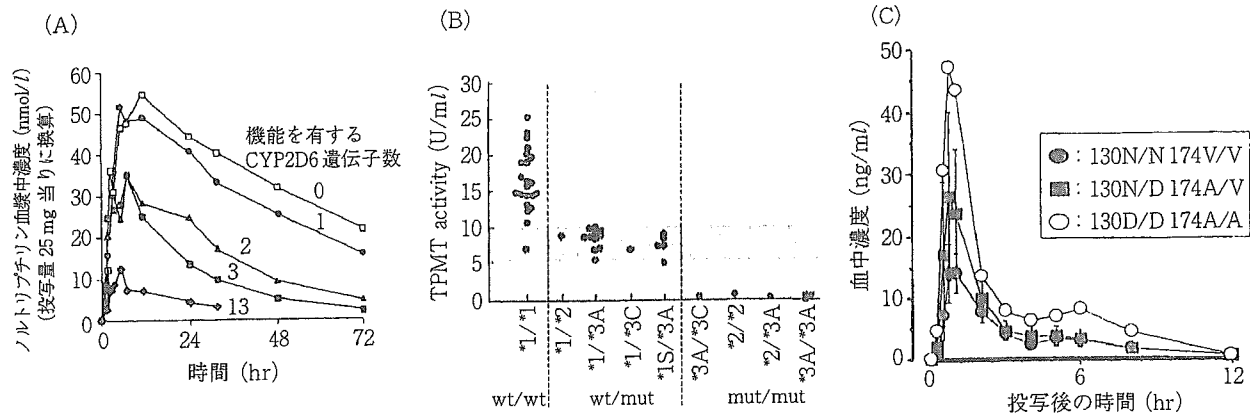 (A)
ノルトリプチリン血漿中濃度 (nmol/l)
(投写量 25 mg 当りに換算)
60
50
40
30
20
10
0
0
24
48
72
時間 (hr)
機能を有する
CYP2D6 遺伝子数
0
1
2
3
13
(B)
TPMT activity (U/ml)
30
25
20
15
10
5
0
*1/*1
*1/*2
*1/*3A
*1/*3C
*1S/*3A
*3A/*3C
*2/*2
*2/*3A
*3A/*3A
wt/wt
wt/mut
mut/mut
(C)
血中濃度 (ng/ml)
50
40
30
20
10
0
0
6
12
投写後の時間 (hr)
: 130N/N 174V/V
: 130N/D 174A/V
: 130D/D 174A/A